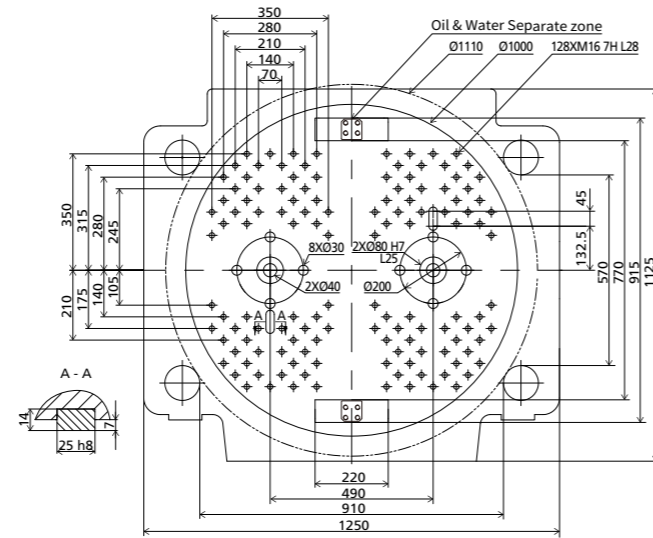 350
280
210
140
70
Oil & Water Separate zone
Ø1110
Ø1000
128XM16 7H L28
350
315
280
245
210
175
140
105
8XØ30
2XØ40
2XØ80 H7
L25
Ø200
A
A
45
132.5
570
770
915
1125
A - A
14
7
25 h8
220
490
910
1250